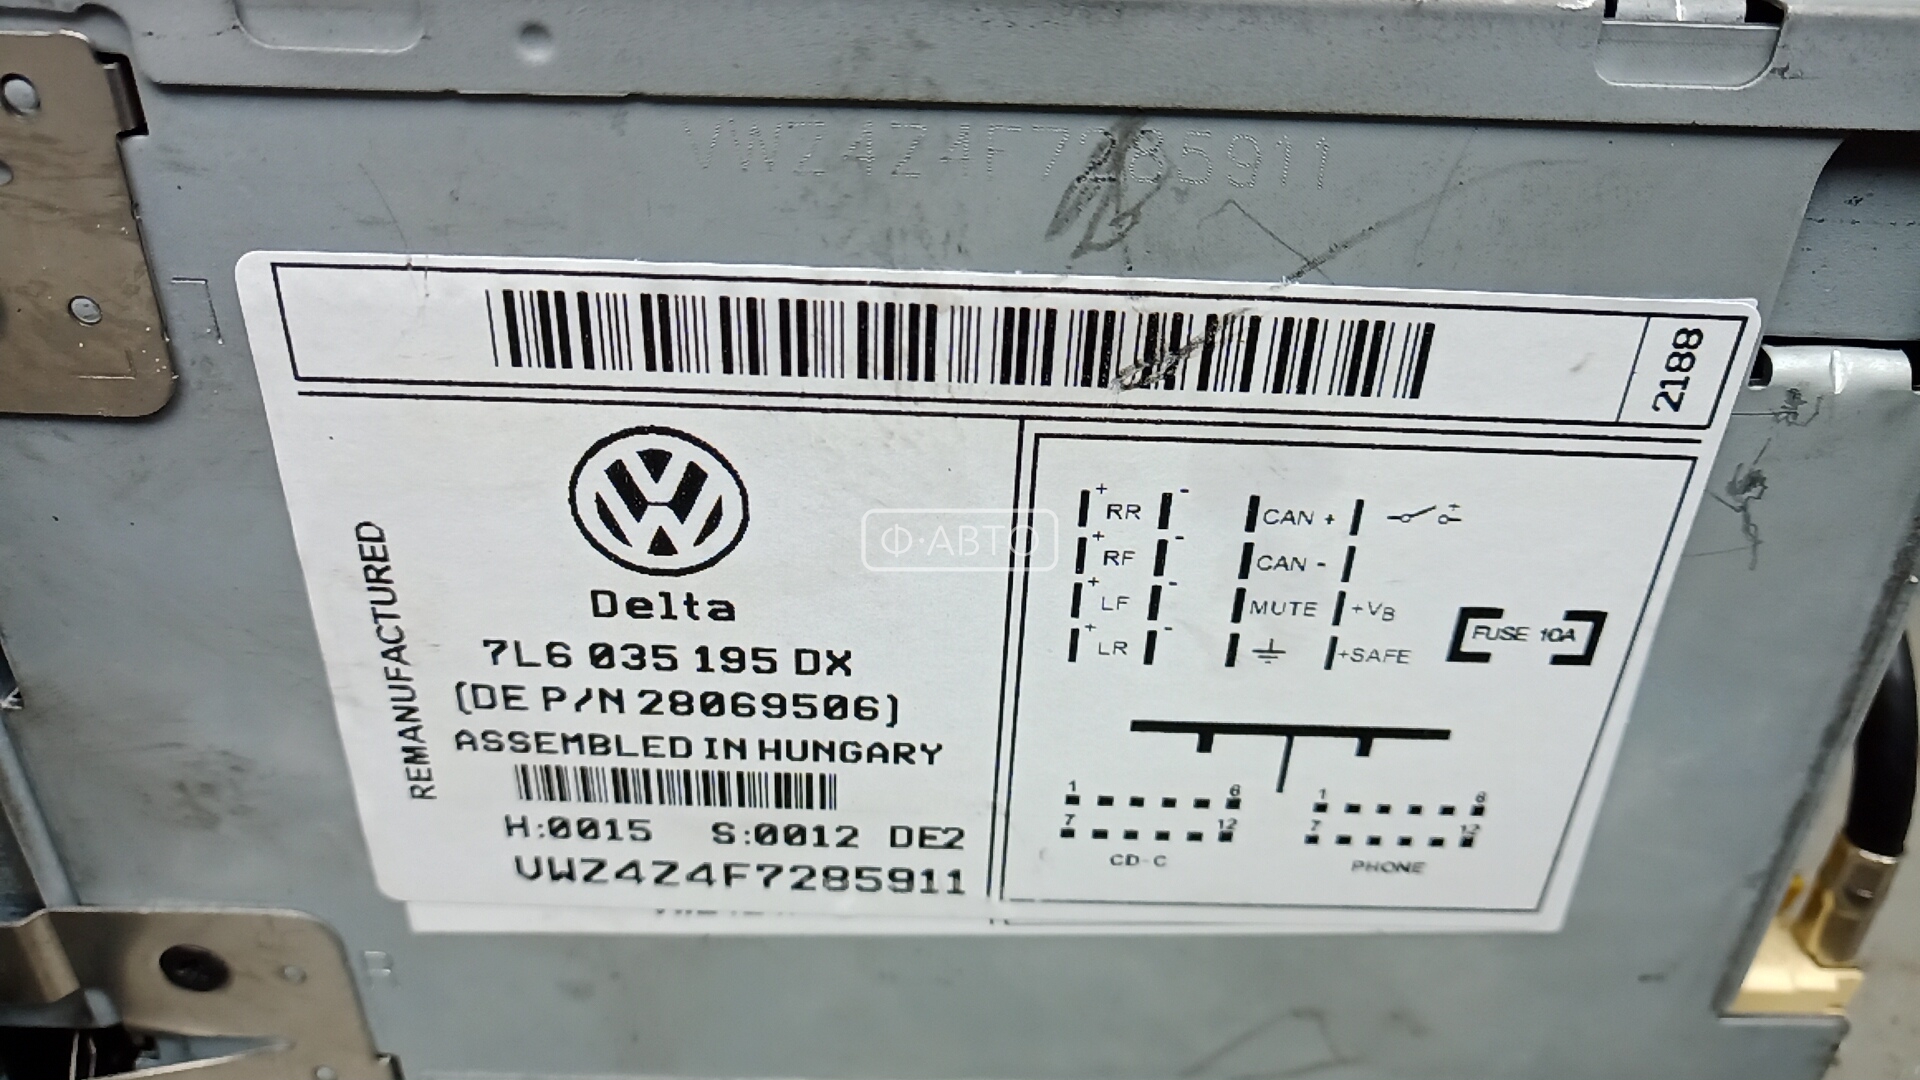 VWZ4Z4F7285911
2188
REMANUFACTURED
Delta
7L6 035 195 DX
(DE P/N 28069506)
ASSEMBLED IN HUNGARY
H:0015 S:0012 DE2
VWZ4Z4F7285911
+ RR - CAN +
+ RF - CAN -
+ LF - MUTE +VB
+ LR - +SAFE
FUSE 10A
1 6 1 6
7 12 7 12
CD-C PHONE
Ф·АВТО